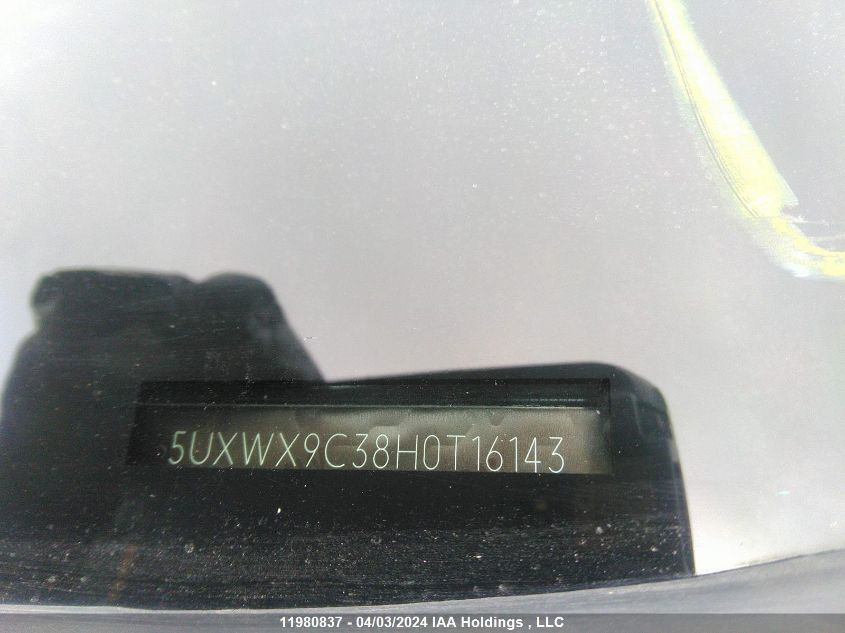 5UXWX9C38H0T16143
11980837 - 04/03/2024 IAA Holdings , LLC